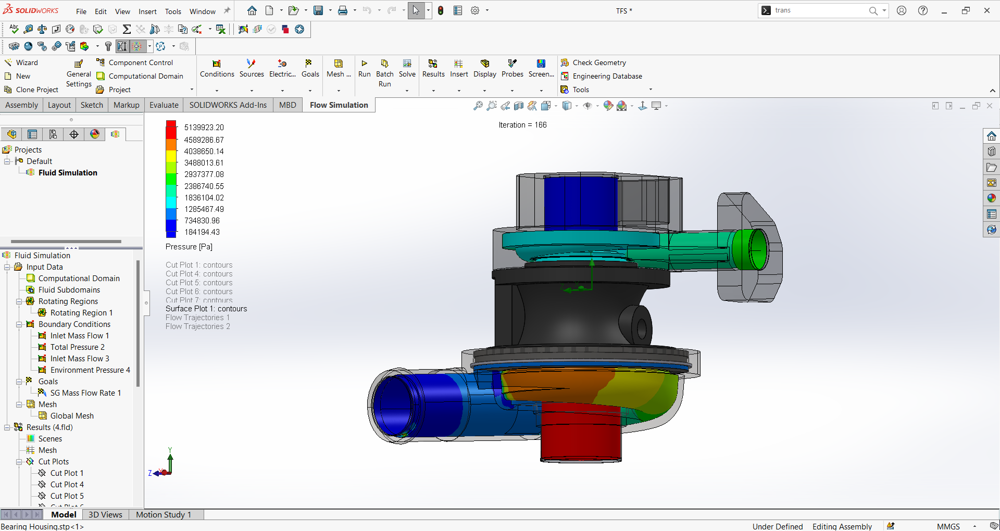 SOLIDWORKS File Edit View Insert Tools Window TFS * trans
Wizard
New
Clone Project
General Settings
Component Control
Computational Domain
Project
Conditions Sources Electric... Goals Mesh ... Run Batch Run Solve Results Insert Display Probes Screen...
Check Geometry
Engineering Database
Tools
Assembly Layout Sketch Markup Evaluate SOLIDWORKS Add-Ins MBD Flow Simulation
Projects
Default
Fluid Simulation
Fluid Simulation
Input Data
Computational Domain
Fluid Subdomains
Rotating Regions
Rotating Region 1
Boundary Conditions
Inlet Mass Flow 1
Total Pressure 2
Inlet Mass Flow 3
Environment Pressure 4
Goals
SG Mass Flow Rate 1
Mesh
Global Mesh
Results (4.fld)
Scenes
Mesh
Cut Plots
Cut Plot 1
Cut Plot 4
Cut Plot 5
Cut Plot 6
Iteration = 166
5139923.20
4589286.67
4038650.14
3488013.61
2937377.08
2386740.55
1836104.02
1285467.49
734830.96
184194.43
Pressure [Pa]
Cut Plot 1: contours
Cut Plot 4: contours
Cut Plot 5: contours
Cut Plot 6: contours
Cut Plot 7: contours
Surface Plot 1: contours
Flow Trajectories 1
Flow Trajectories 2
Y
Z
Model 3D Views Motion Study 1
Bearing Housing.stp<1> Under Defined Editing Assembly MMGS